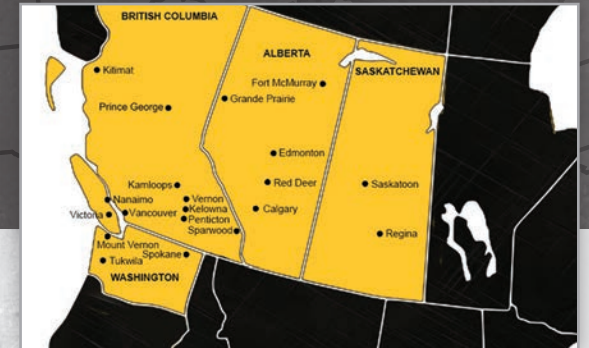 BRITISH COLUMBIA
ALBERTA
SASKATCHEWAN
Kitimat
Fort McMurray
Prince George
Grande Prairie
Edmonton
Kamloops
Red Deer
Saskatoon
Nanaimo
Vernon
Victoria
Vancouver
Kelowna
Calgary
Penticton
Sparwood
Regina
Mount Vernon
Spokane
Tukwila
WASHINGTON